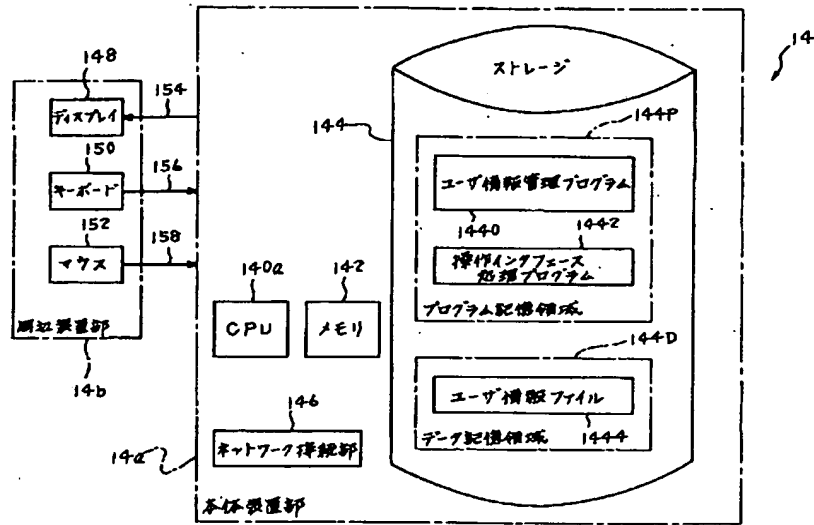 14
148
ディスプレイ
154
150
キーボード
156
152
マウス
158
周辺装置部
14b
ストレージ
144
144P
ユーザ情報管理プログラム
1440
1442
操作インタフェース
処理プログラム
プログラム記憶領域
140a
CPU
142
メモリ
144D
ユーザ情報ファイル
1444
データ記憶領域
146
ネットワーク接続部
14a
本体装置部